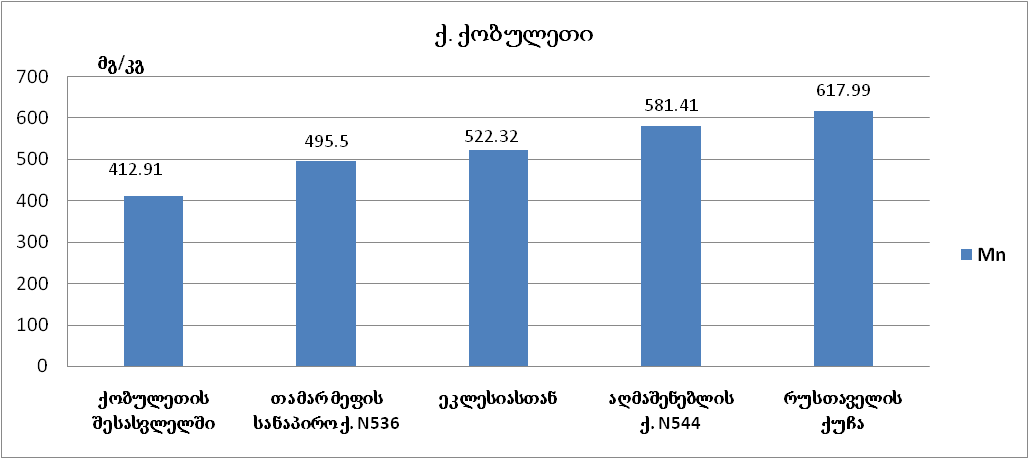 ქ. ქობულეთი
მგ/კგ
700
600
500
400
300
200
100
0
412.91
495.5
522.32
581.41
617.99
Mn
ქობულეთის
შესასვლელში
თამარ მეფის
სანაპირო ქ. N536
ეკლესიასთან
აღმაშენებლის
ქ. N544
რუსთაველის
ქუჩა